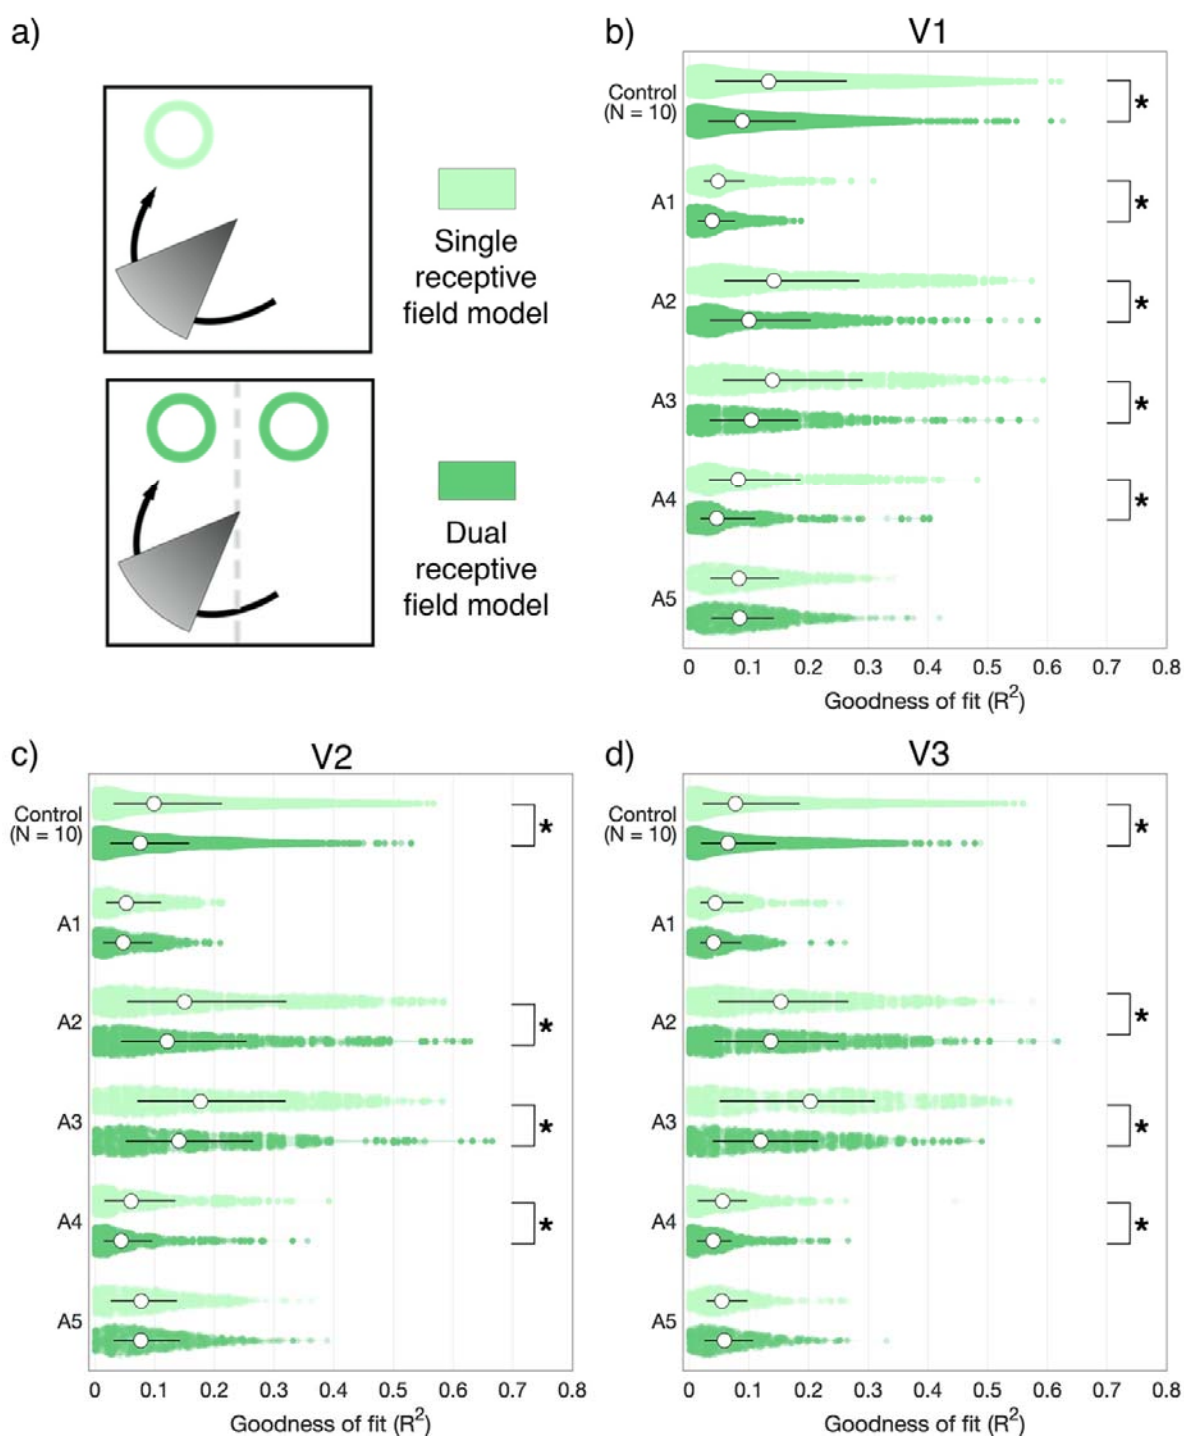 a)
Single
receptive
field model
Dual
receptive
field model
b)
V1
Control
(N = 10)
*
A1
*
A2
*
A3
*
A4
*
A5
0 0.1 0.2 0.3 0.4 0.5 0.6 0.7 0.8
Goodness of fit (R²)
c)
V2
Control
(N = 10)
*
A1
A2
*
A3
*
A4
*
A5
0 0.1 0.2 0.3 0.4 0.5 0.6 0.7 0.8
Goodness of fit (R²)
d)
V3
Control
(N = 10)
*
A1
A2
*
A3
*
A4
*
A5
0 0.1 0.2 0.3 0.4 0.5 0.6 0.7 0.8
Goodness of fit (R²)